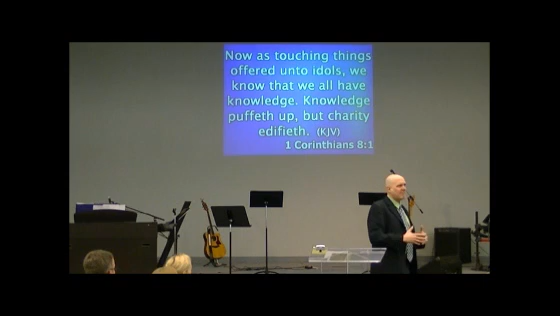 Now as touching things
offered unto idols, we
know that we all have
knowledge. Knowledge
puffeth up, but charity
edifieth. (KJV)
1 Corinthians 8:1